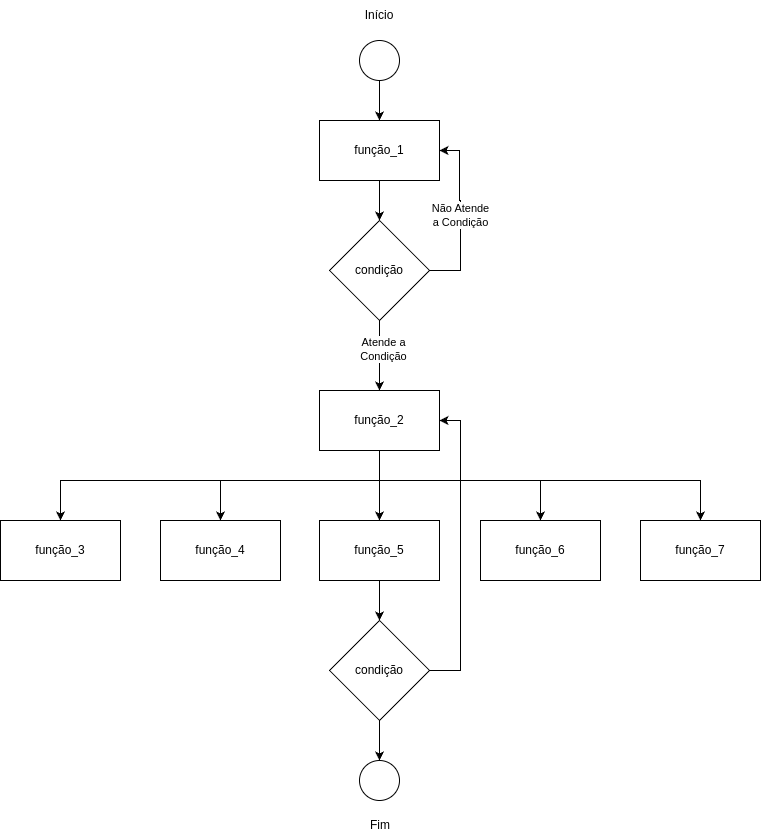 Início
função_1
Não Atende
a Condição
condição
Atende a
Condição
função_2
função_3
função_4
função_5
função_6
função_7
condição
Fim